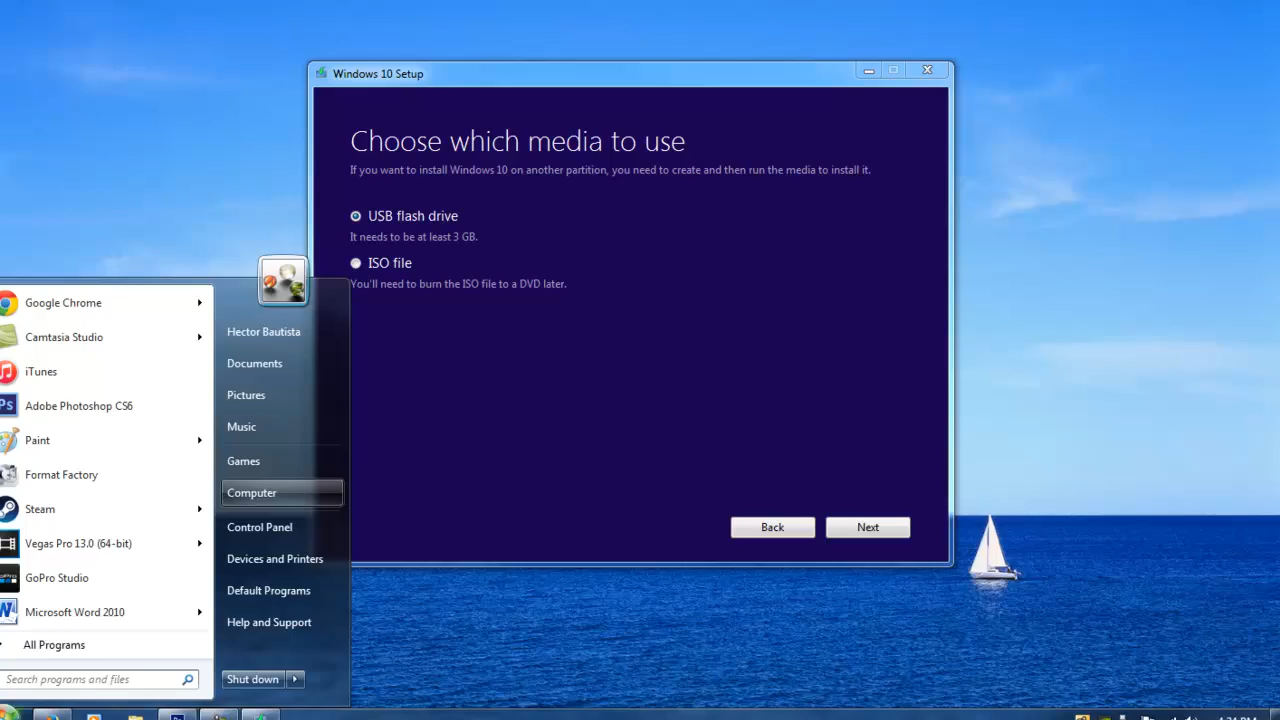 Windows 10 Setup
Choose which media to use
If you want to install Windows 10 on another partition, you need to create and then run the media to install it.
USB flash drive
It needs to be at least 3 GB.
ISO file
You'll need to burn the ISO file to a DVD later.
Back
Next
Google Chrome
Camtasia Studio
iTunes
Ps
Adobe Photoshop CS6
Paint
Format Factory
Steam
Vegas Pro 13.0 (64-bit)
GoPro Studio
Microsoft Word 2010
All Programs
Search programs and files
Hector Bautista
Documents
Pictures
Music
Games
Computer
Control Panel
Devices and Printers
Default Programs
Help and Support
Shut down